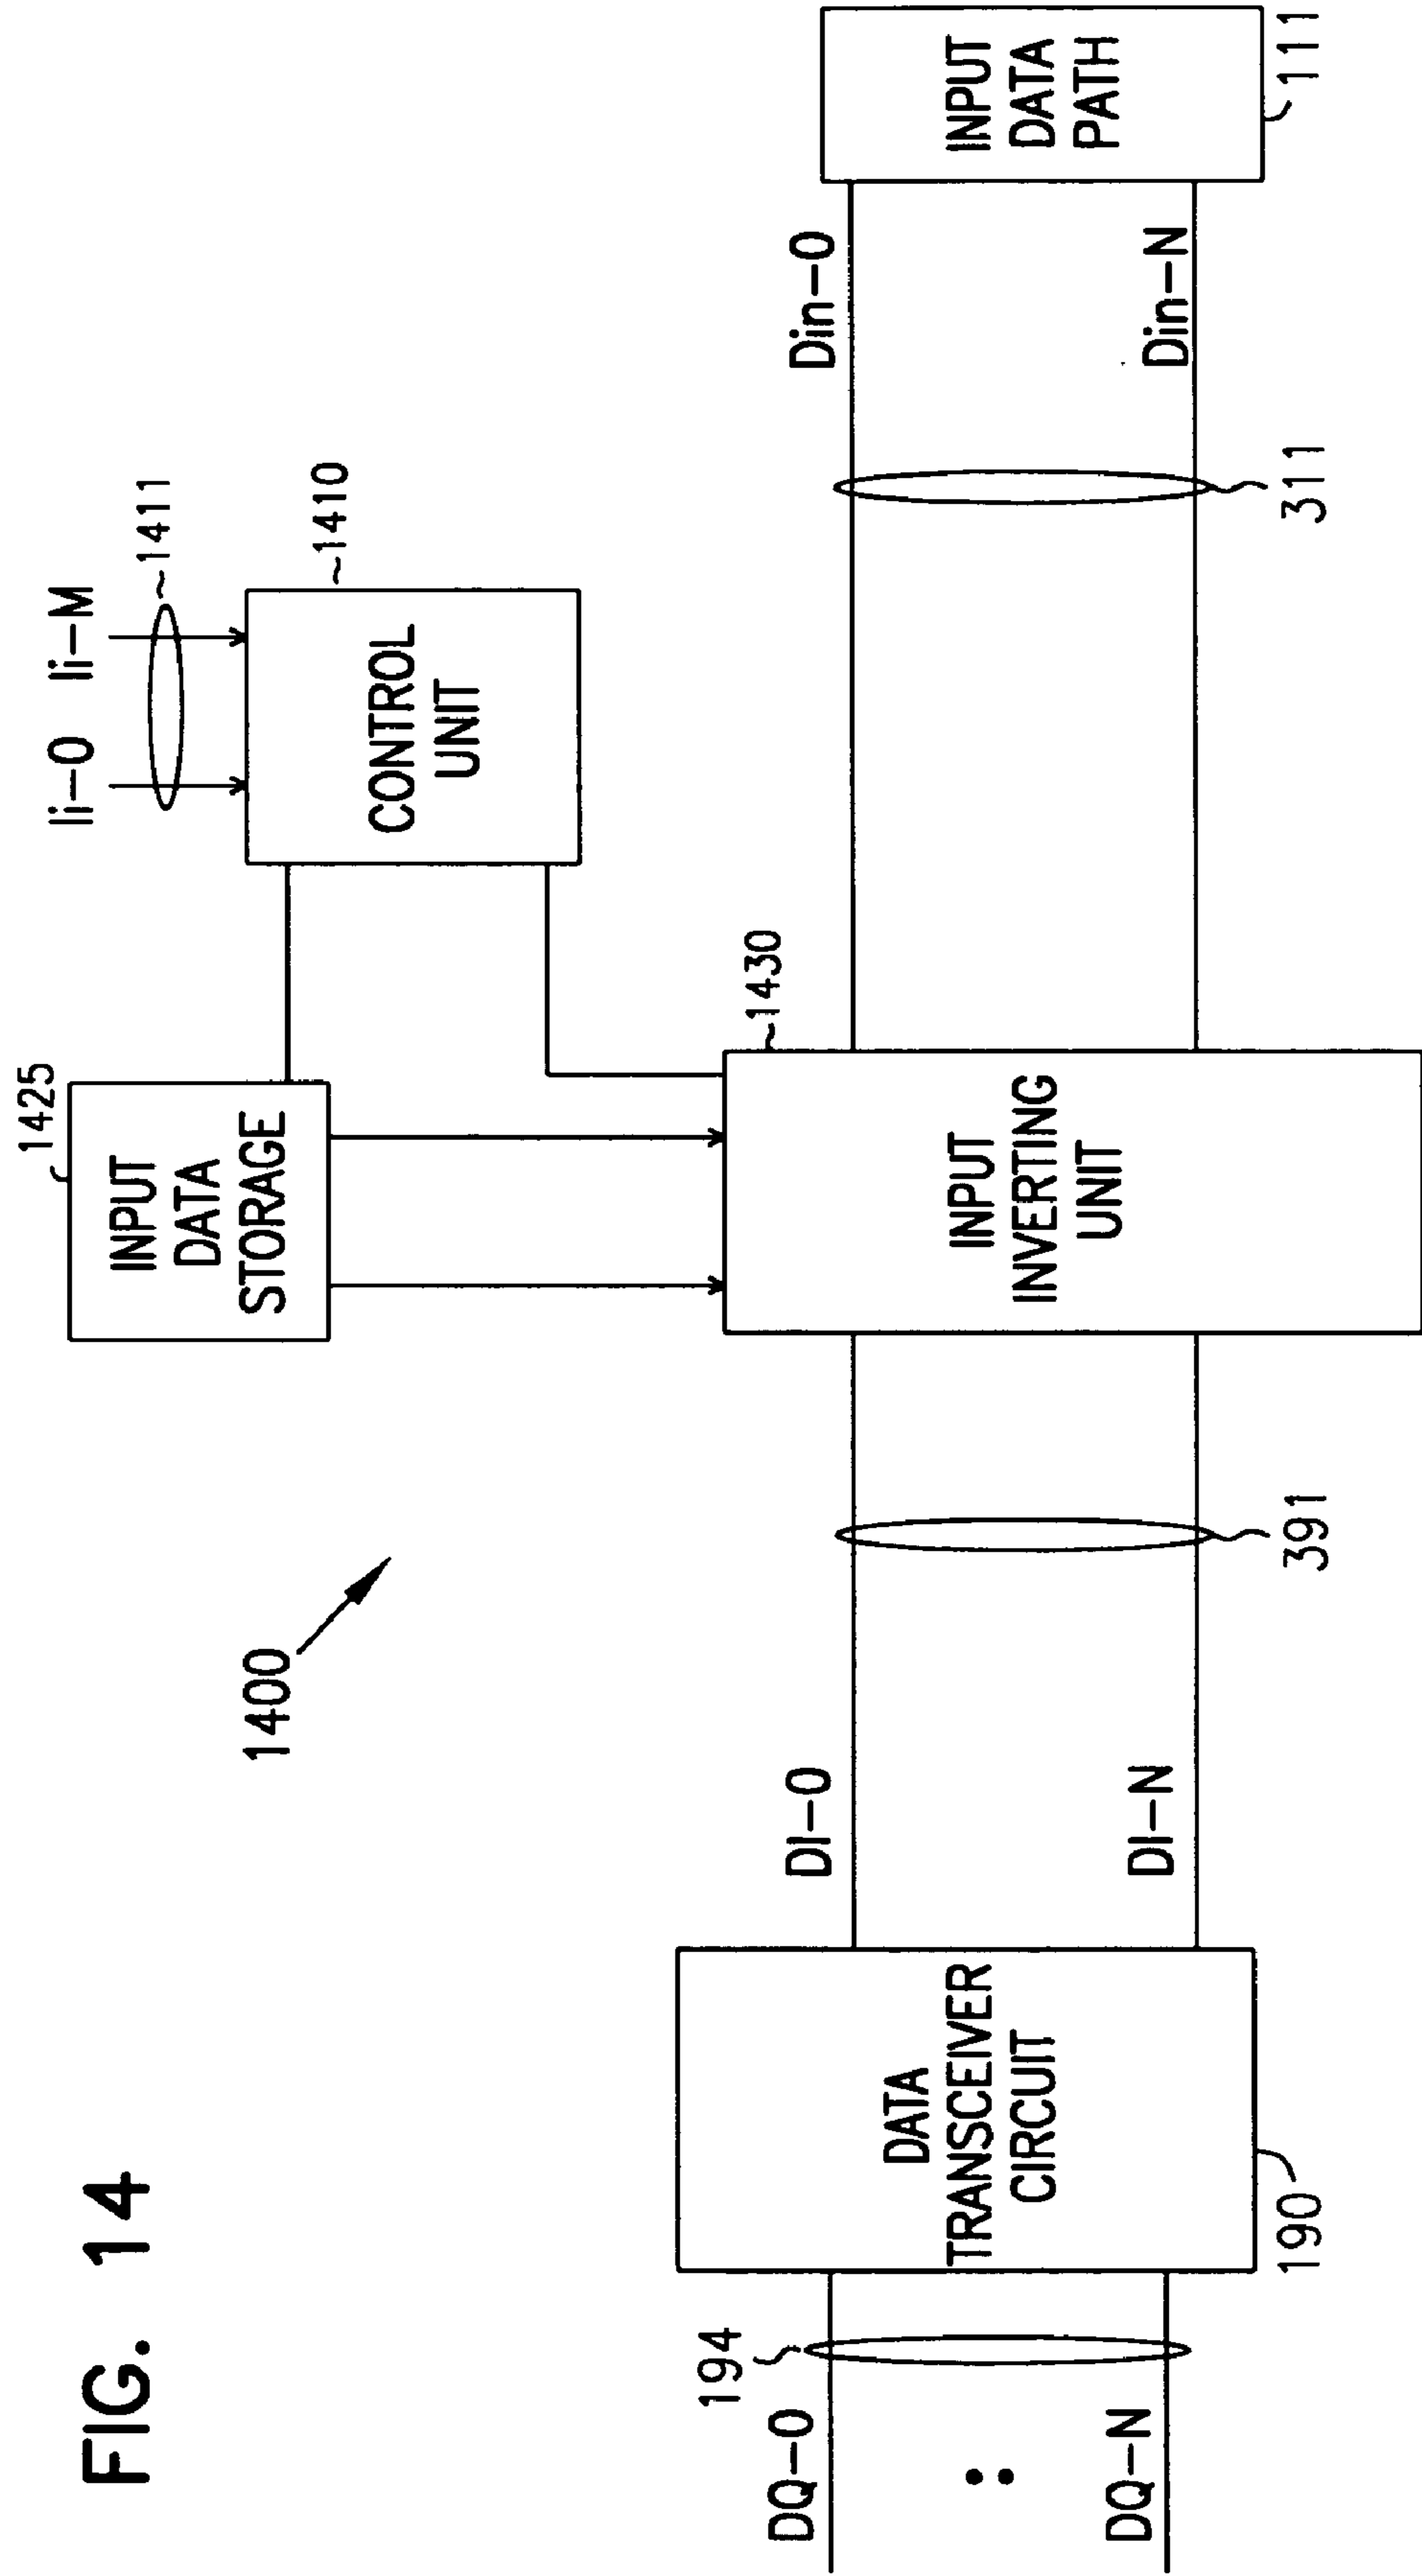 FIG. 14
1400
1425
INPUT
DATA
STORAGE
Ii-0 Ii-M
1411
1410
CONTROL
UNIT
194
DQ-0
DQ-N
DATA
TRANSCEIVER
CIRCUIT
190
DI-0
DI-N
391
1430
INPUT
INVERTING
UNIT
Din-0
Din-N
311
INPUT
DATA
PATH
111